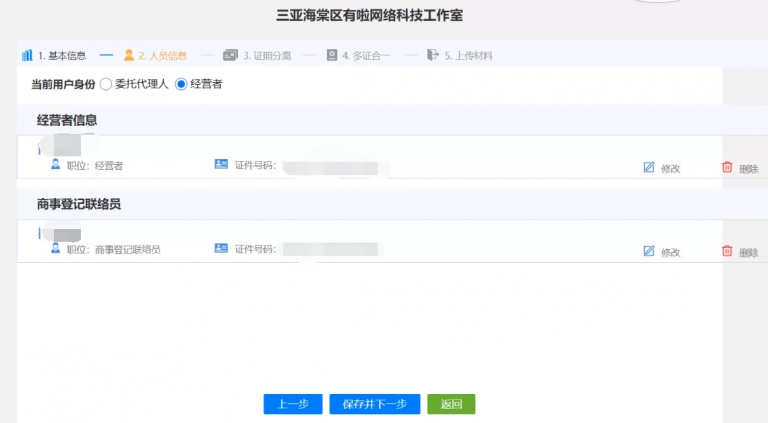 三亚海棠区有啦网络科技工作室
1. 基本信息 2. 人员信息 3. 证照分离 4. 多证合一 5. 上传材料
当前用户身份 委托代理人 经营者
经营者信息
职位：经营者 证件号码： 修改 删除
商事登记联络员
职位：商事登记联络员 证件号码： 修改 删除
上一步 保存并下一步 返回